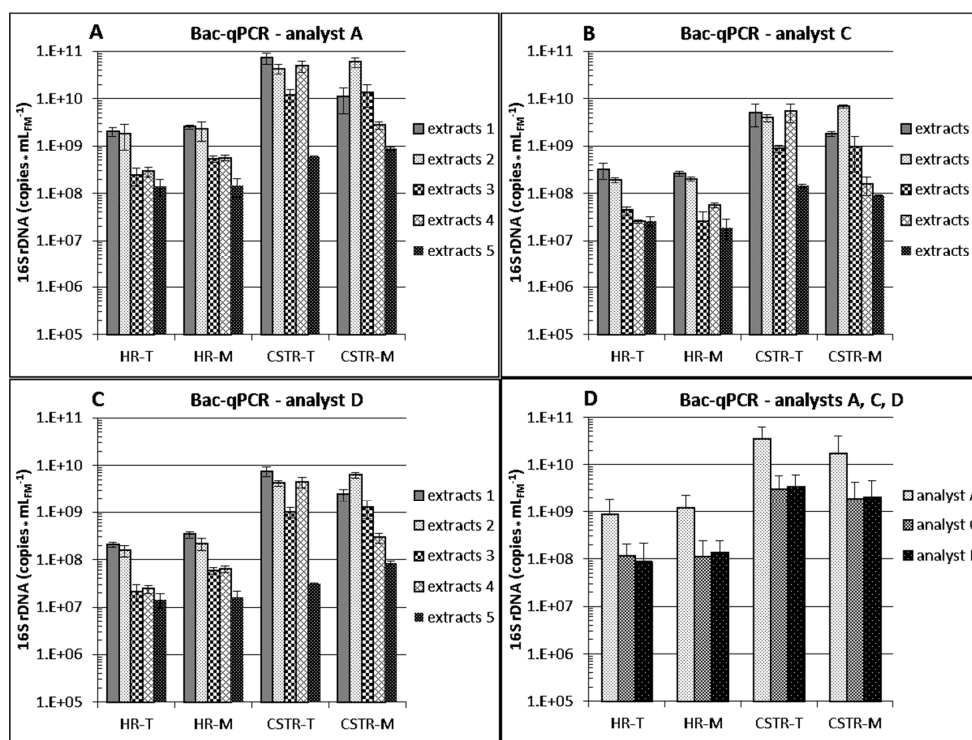 A
Bac-qPCR - analyst A
16S rDNA (copies* mL_FM^-1)
1.E+11
1.E+10
1.E+09
1.E+08
1.E+07
1.E+06
1.E+05
HR-T HR-M CSTR-T CSTR-M
extracts 1
extracts 2
extracts 3
extracts 4
extracts 5
B
Bac-qPCR - analyst C
16S rDNA (copies* mL_FM^-1)
1.E+11
1.E+10
1.E+09
1.E+08
1.E+07
1.E+06
1.E+05
HR-T HR-M CSTR-T CSTR-M
extracts
extracts
extracts
extracts
extracts
C
Bac-qPCR - analyst D
16S rDNA (copies* mL_FM^-1)
1.E+11
1.E+10
1.E+09
1.E+08
1.E+07
1.E+06
1.E+05
HR-T HR-M CSTR-T CSTR-M
extracts 1
extracts 2
extracts 3
extracts 4
extracts 5
D
Bac-qPCR - analysts A, C, D
16S rDNA (copies* mL_FM^-1)
1.E+11
1.E+10
1.E+09
1.E+08
1.E+07
1.E+06
1.E+05
HR-T HR-M CSTR-T CSTR-M
analyst A
analyst
analyst